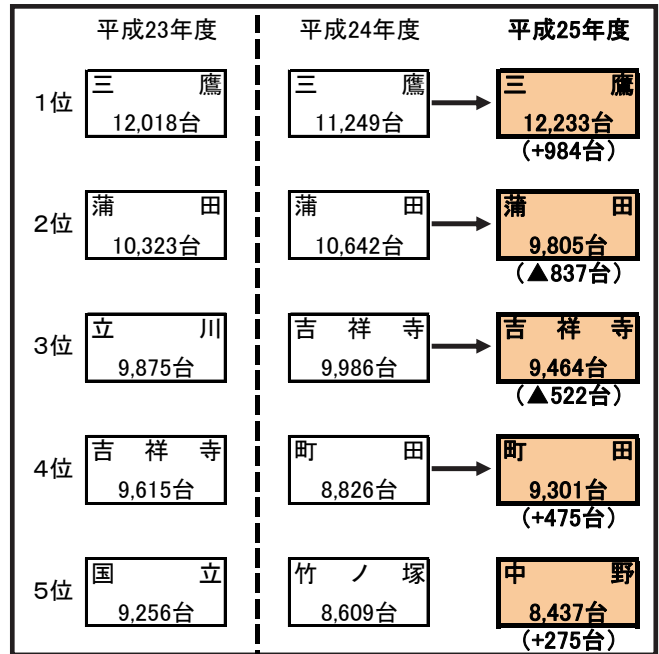 平成23年度 平成24年度 平成25年度
1位
三鷹 三鷹 三鷹
12,018台 11,249台 12,233台
(+984台)
2位
蒲田 蒲田 蒲田
10,323台 10,642台 9,805台
(▲837台)
3位
立川 吉祥寺 吉祥寺
9,875台 9,986台 9,464台
(▲522台)
4位
吉祥寺 町田 町田
9,615台 8,826台 9,301台
(+475台)
5位
国立 竹ノ塚 中野
9,256台 8,609台 8,437台
(+275台)